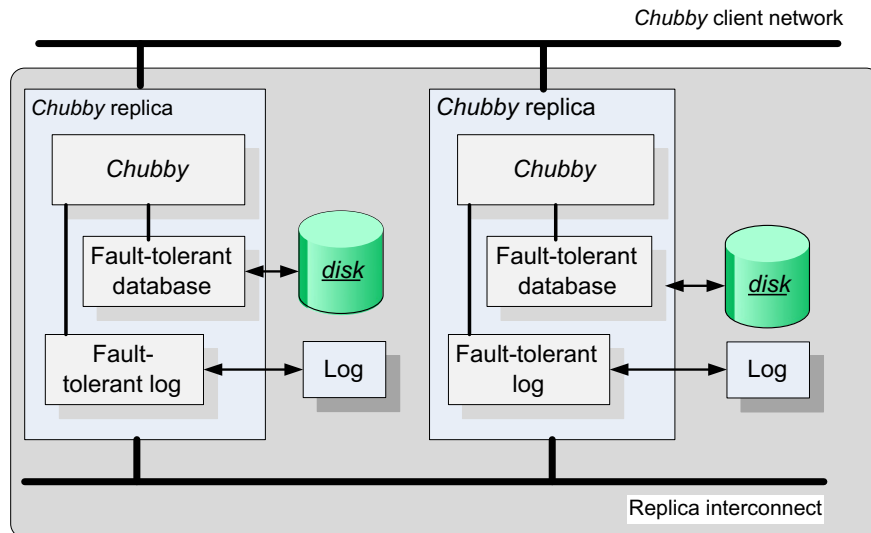 Chubby client network
Chubby replica
Chubby
Fault-tolerant
database
disk
Fault-
tolerant log
Log
Chubby replica
Chubby
Fault-tolerant
database
disk
Fault-tolerant
log
Log
Replica interconnect